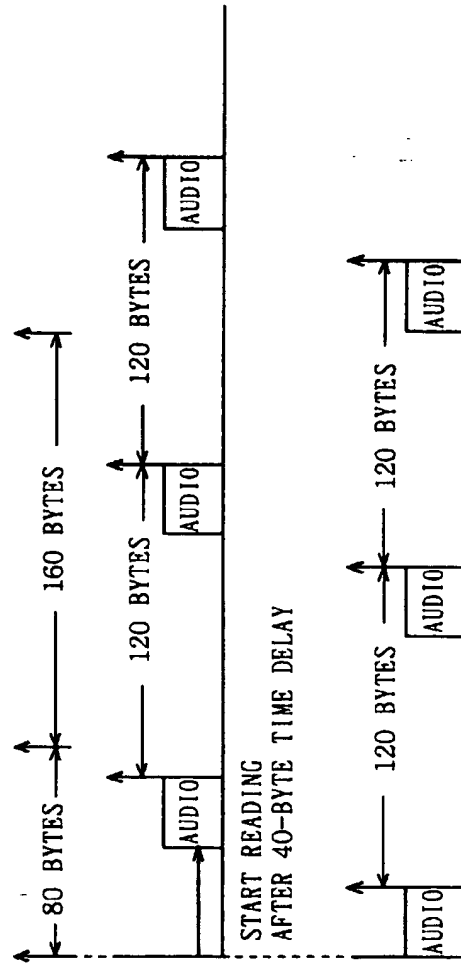 80 BYTES
160 BYTES
AUDIO
120 BYTES
AUDIO
120 BYTES
AUDIO
START READING
AFTER 40-BYTE TIME DELAY
AUDIO
120 BYTES
AUDIO
120 BYTES
AUDIO